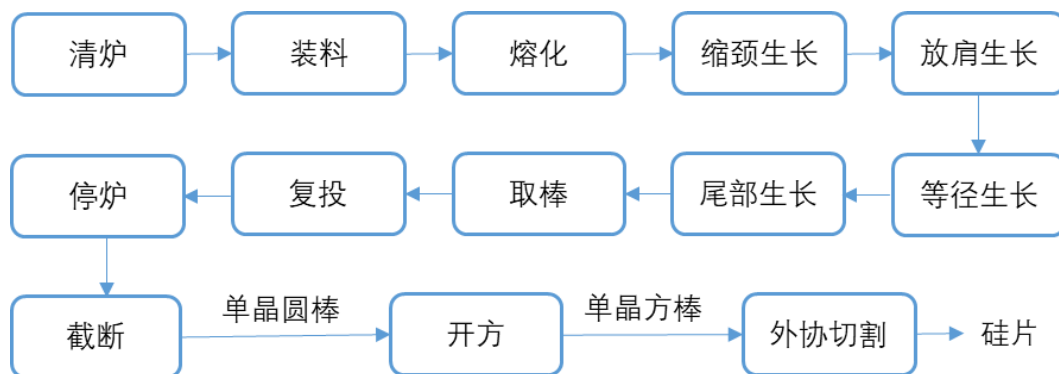 清炉
装料
熔化
缩颈生长
放肩生长
停炉
复投
取棒
尾部生长
等径生长
截断
单晶圆棒
开方
单晶方棒
外协切割
硅片